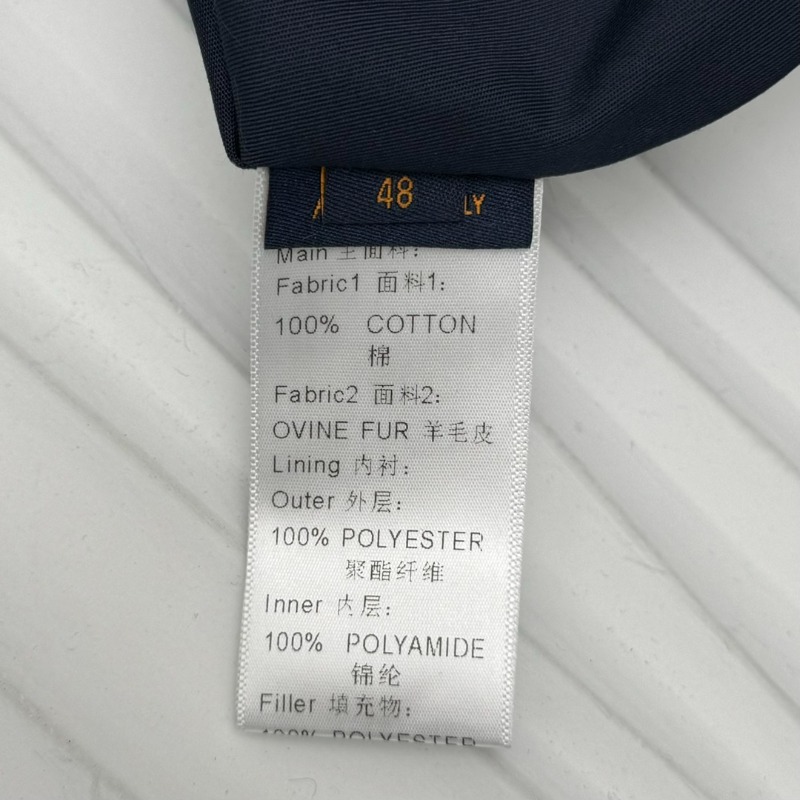 48
LY
Main 主面料:
Fabric1 面料1:
100% COTTON
棉
Fabric2 面料2:
OVINE FUR 羊毛皮
Lining 内衬:
Outer 外层:
100% POLYESTER
聚酯纤维
Inner 内层:
100% POLYAMIDE
锦纶
Filler 填充物:
100% POLYESTER